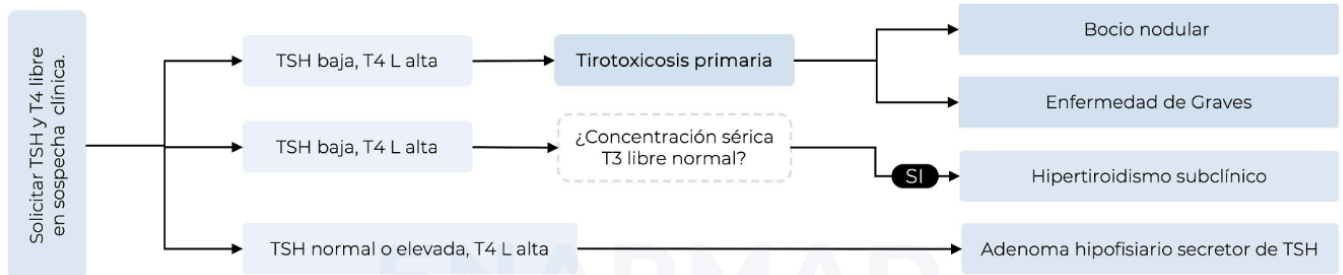 Solicitar TSH y T4 libre
en sospecha clínica.
TSH baja, T4 L alta
Tirotoxicosis primaria
Bocio nodular
Enfermedad de Graves
TSH baja, T4 L alta
¿Concentración sérica
T3 libre normal?
SI
Hipertiroidismo subclínico
TSH normal o elevada, T4 L alta
Adenoma hipofisiario secretor de TSH